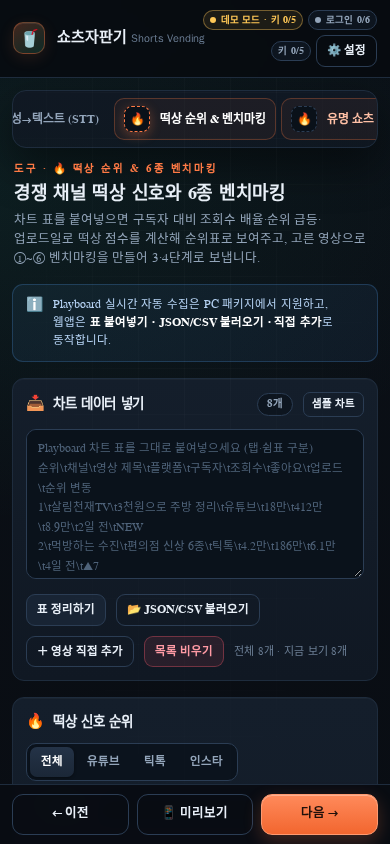 쇼츠자판기 Shorts Vending
데모 모드 · 키 0/5
로그인 0/6
키 0/5
⚙️ 설정
성→텍스트 (STT)
🔥 떡상 순위 & 벤치마킹
🔥 유명 쇼츠
도구 · 🔥 떡상 순위 & 6종 벤치마킹
경쟁 채널 떡상 신호와 6종 벤치마킹
차트 표를 붙여넣으면 구독자 대비 조회수 배율·순위 급등·
업로드일로 떡상 점수를 계산해 순위표로 보여주고, 고른 영상으로
①~⑥ 벤치마킹을 만들어 3·4단계로 보냅니다.
ℹ️ Playboard 실시간 자동 수집은 PC 패키지에서 지원하고,
웹앱은 표 붙여넣기 · JSON/CSV 불러오기 · 직접 추가로
동작합니다.
📥 차트 데이터 넣기
8개
샘플 차트
Playboard 차트 표를 그대로 붙여넣으세요 (탭·쉼표 구분)
순위\t채널\t영상 제목\t플랫폼\t구독자\t조회수\t좋아요\t업로드
\t순위 변동
1\t살림천재TV\t3천원으로 주방 정리\t유튜브\t18만\t412만
\t8.9만\t2일 전\tNEW
2\t먹방하는 수진\t편의점 신상 6종\t틱톡\t4.2만\t186만\t6.1만
\t4일 전\t▲7
표 정리하기
📂 JSON/CSV 불러오기
＋ 영상 직접 추가
목록 비우기
전체 8개 · 지금 보기 8개
🔥 떡상 신호 순위
전체
유튜브
틱톡
인스타
← 이전
📱 미리보기
다음 →